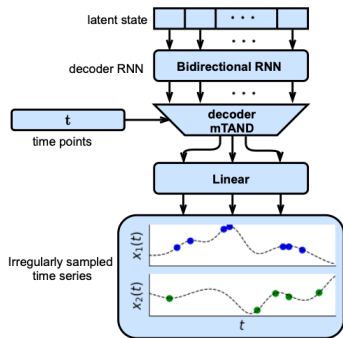 latent state
• • •
• • •
decoder RNN
Bidirectional RNN
• • •
t
time points
decoder
mTAND
Linear
Irregularly sampled
time series
x₁(t)
x₂(t)
t